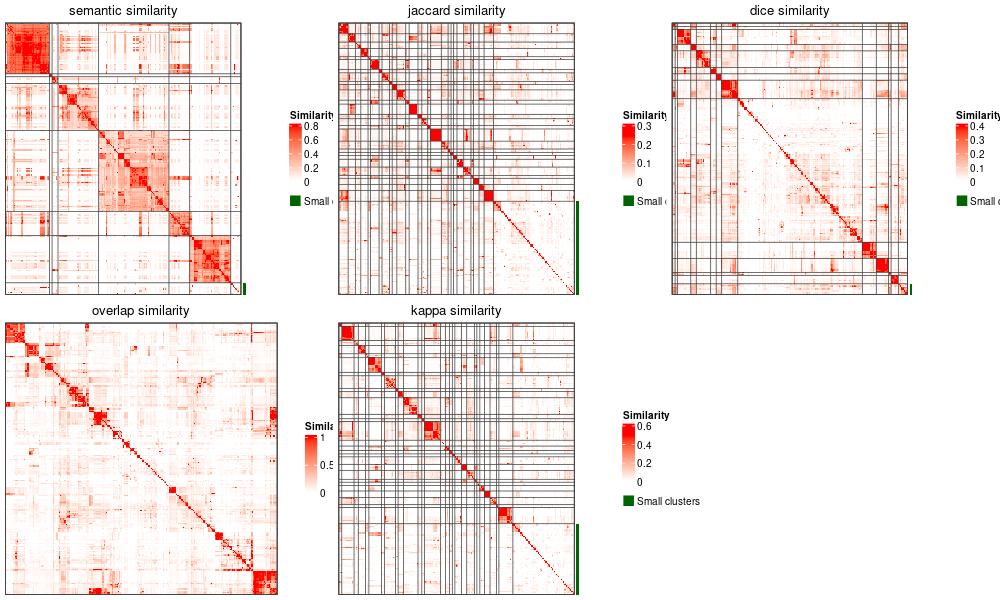 semantic similarity
Similarity
0.8
0.6
0.4
0.2
0
Small
jaccard similarity
Similarity
0.3
0.2
0.1
0
Small
dice similarity
Similarity
0.4
0.3
0.2
0.1
0
Small
overlap similarity
Simila
1
0.5
0
kappa similarity
Similarity
0.6
0.4
0.2
0
Small clusters